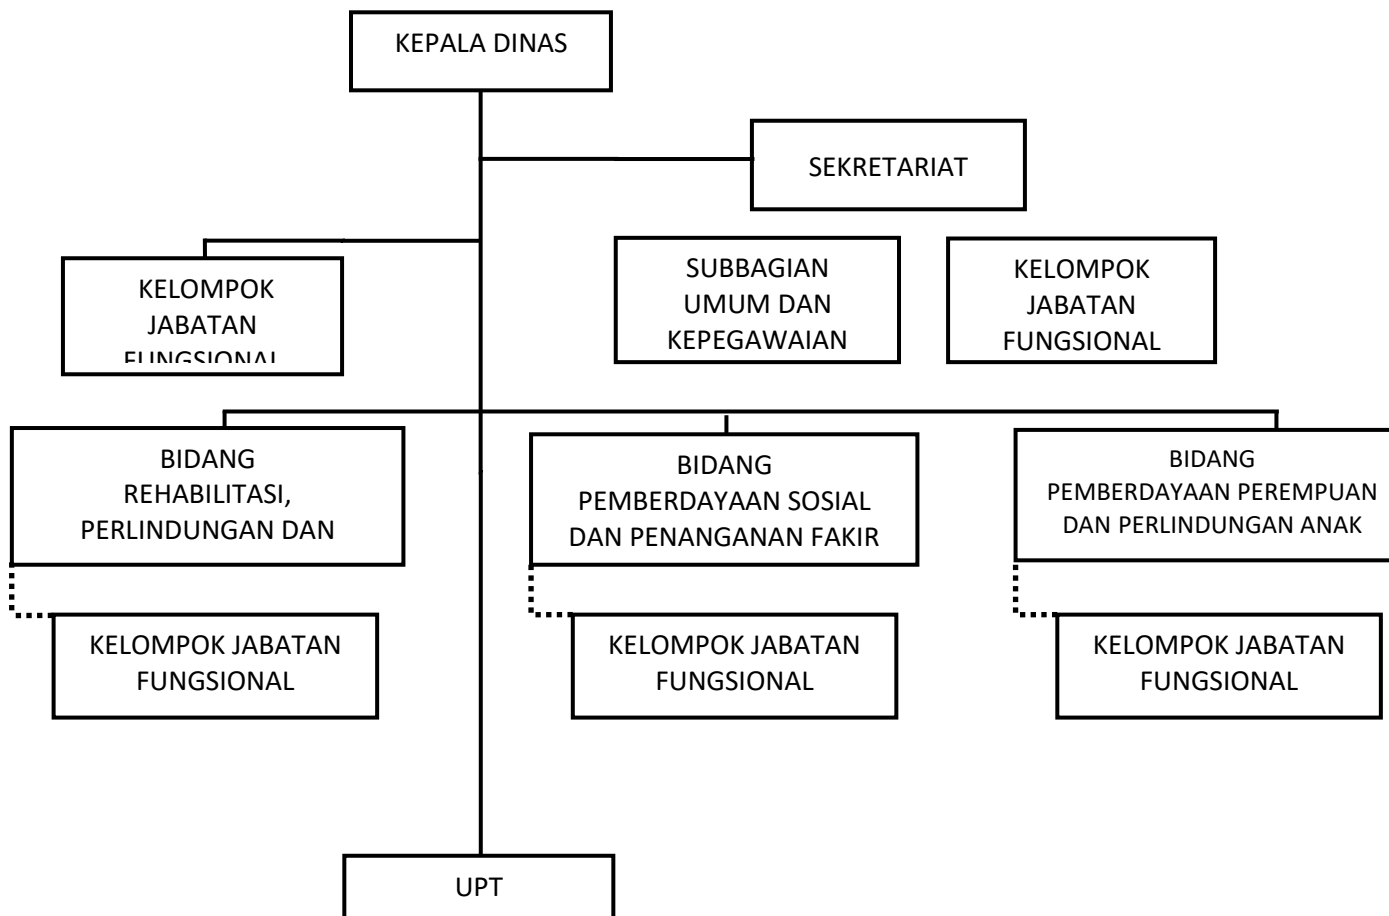 KEPALA DINAS
SEKRETARIAT
KELOMPOK
JABATAN
FUNGSIONAL
SUBBAGIAN
UMUM DAN
KEPEGAWAIAN
KELOMPOK
JABATAN
FUNGSIONAL
BIDANG
REHABILITASI,
PERLINDUNGAN DAN
BIDANG
PEMBERDAYAAN SOSIAL
DAN PENANGANAN FAKIR
BIDANG
PEMBERDAYAAN PEREMPUAN
DAN PERLINDUNGAN ANAK
KELOMPOK JABATAN
FUNGSIONAL
KELOMPOK JABATAN
FUNGSIONAL
KELOMPOK JABATAN
FUNGSIONAL
UPT